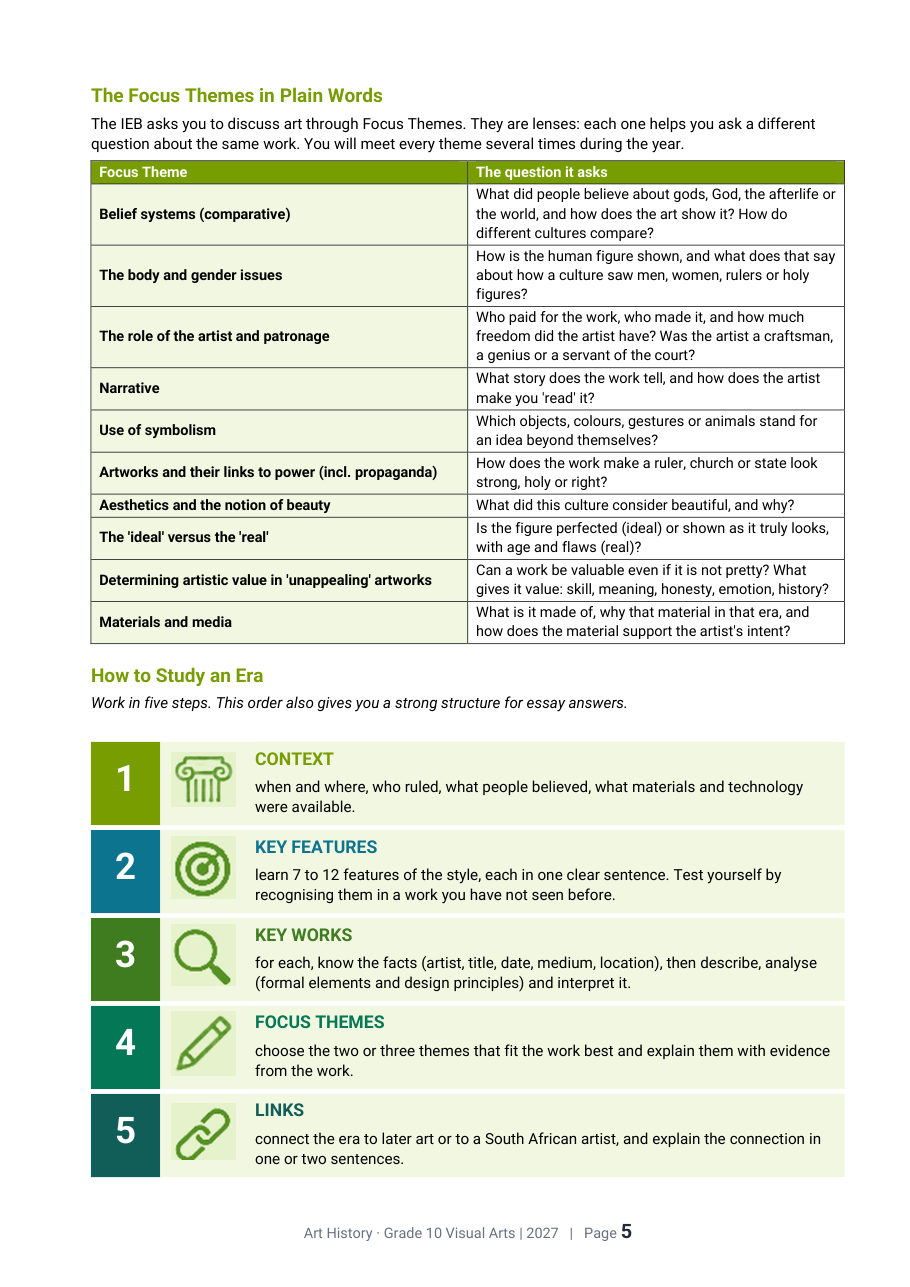 The Focus Themes in Plain Words
The IEB asks you to discuss art through Focus Themes. They are lenses: each one helps you ask a different
question about the same work. You will meet every theme several times during the year.
Focus Theme
The question it asks
Belief systems (comparative)
What did people believe about gods, God, the afterlife or
the world, and how does the art show it? How do
different cultures compare?
The body and gender issues
How is the human figure shown, and what does that say
about how a culture saw men, women, rulers or holy
figures?
The role of the artist and patronage
Who paid for the work, who made it, and how much
freedom did the artist have? Was the artist a craftsman,
a genius or a servant of the court?
Narrative
What story does the work tell, and how does the artist
make you 'read' it?
Use of symbolism
Which objects, colours, gestures or animals stand for
an idea beyond themselves?
Artworks and their links to power (incl. propaganda)
How does the work make a ruler, church or state look
strong, holy or right?
Aesthetics and the notion of beauty
What did this culture consider beautiful, and why?
The 'ideal' versus the 'real'
Is the figure perfected (ideal) or shown as it truly looks,
with age and flaws (real)?
Determining artistic value in 'unappealing' artworks
Can a work be valuable even if it is not pretty? What
gives it value: skill, meaning, honesty, emotion, history?
Materials and media
What is it made of, why that material in that era, and
how does the material support the artist's intent?
How to Study an Era
Work in five steps. This order also gives you a strong structure for essay answers.
1
CONTEXT
when and where, who ruled, what people believed, what materials and technology
were available.
2
KEY FEATURES
learn 7 to 12 features of the style, each in one clear sentence. Test yourself by
recognising them in a work you have not seen before.
3
KEY WORKS
for each, know the facts (artist, title, date, medium, location), then describe, analyse
(formal elements and design principles) and interpret it.
4
FOCUS THEMES
choose the two or three themes that fit the work best and explain them with evidence
from the work.
5
LINKS
connect the era to later art or to a South African artist, and explain the connection in
one or two sentences.
Art History · Grade 10 Visual Arts | 2027 | Page 5